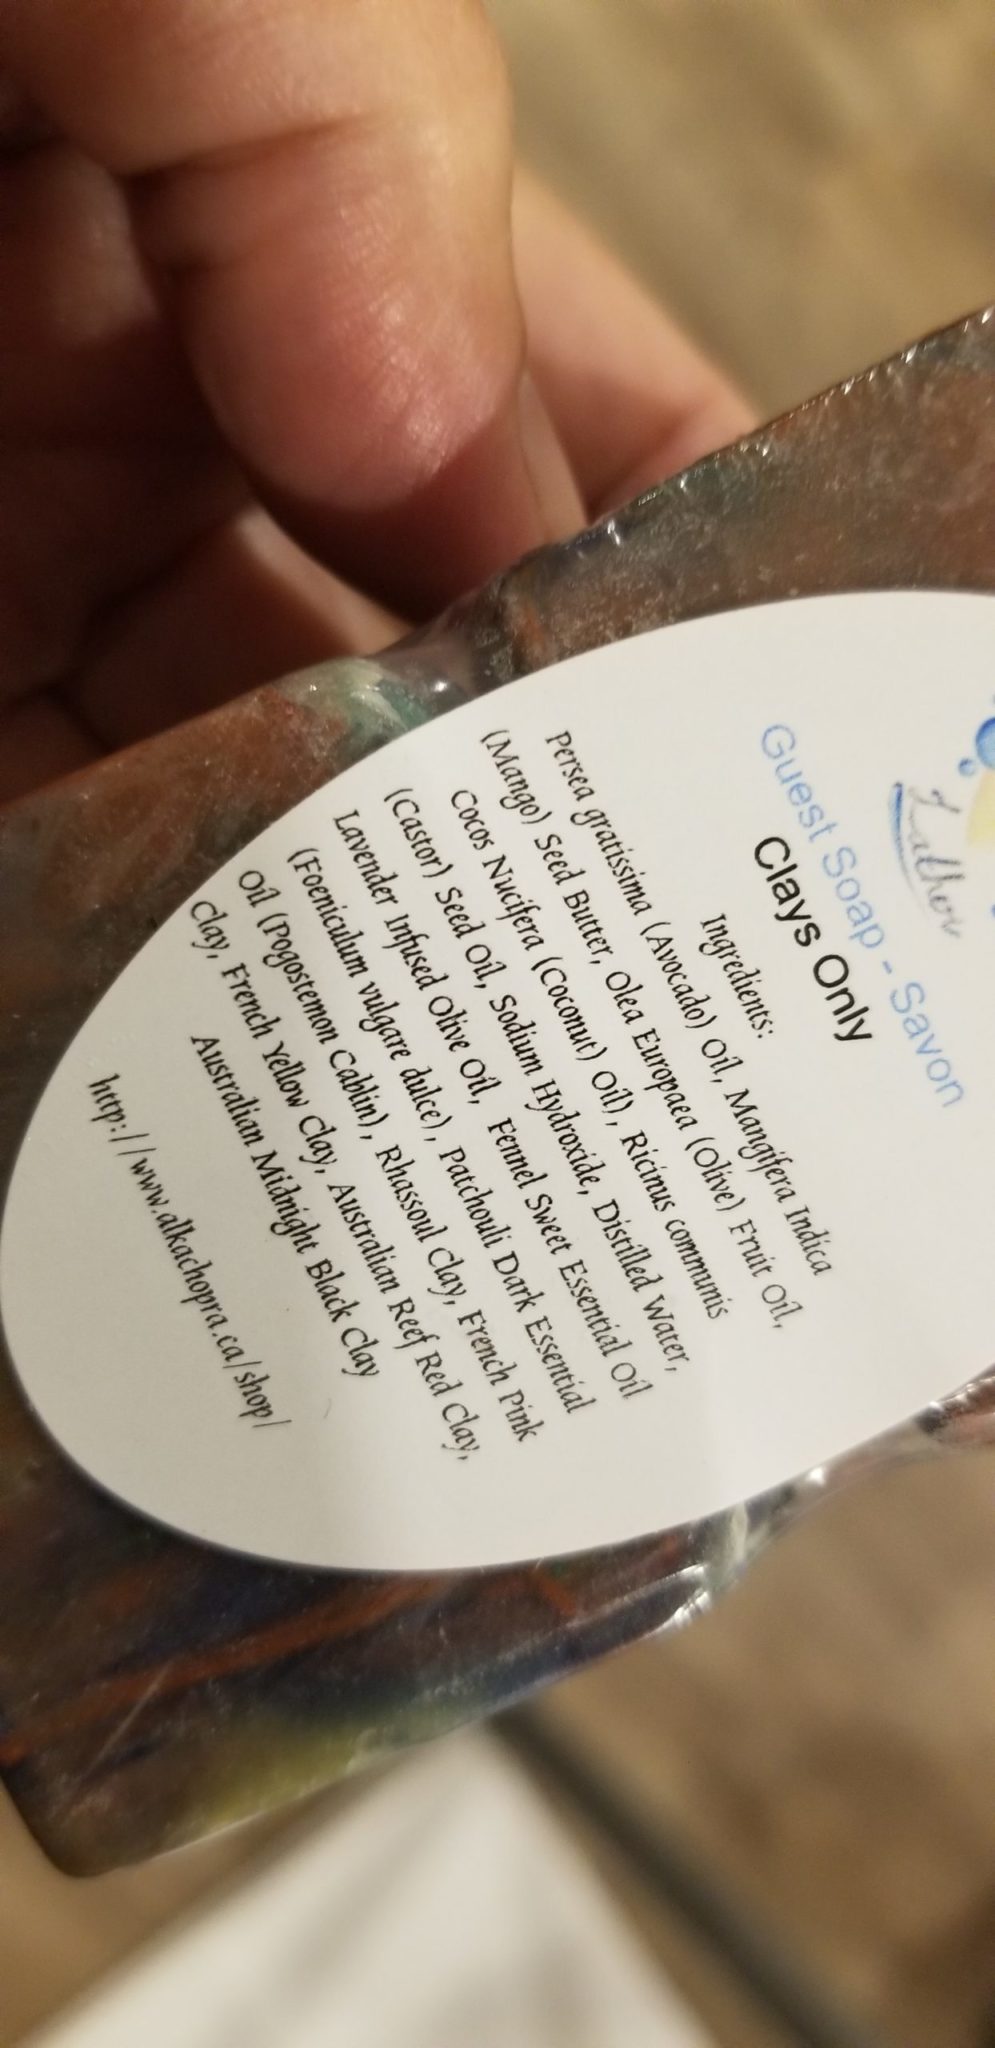 Lather
Guest Soap - Savon
Clays Only
Ingredients:
Persea gratissima (Avocado) Oil, Mangifera Indica
(Mango) Seed Butter, Olea Europaea (Olive) Fruit Oil,
Cocos Nucifera (Coconut) Oil), Ricinus communis
(Castor) Seed Oil, Sodium Hydroxide, Distilled Water,
Lavender Infused Olive Oil, Fennel Sweet Essential Oil
(Foeniculum vulgare dulce), Patchouli Dark Essential
Oil (Pogostemon Cablin), Rhassoul Clay, French Pink
Clay, French Yellow Clay, Australian Reef Red Clay,
Australian Midnight Black Clay
http://www.alkachopra.ca/shop/